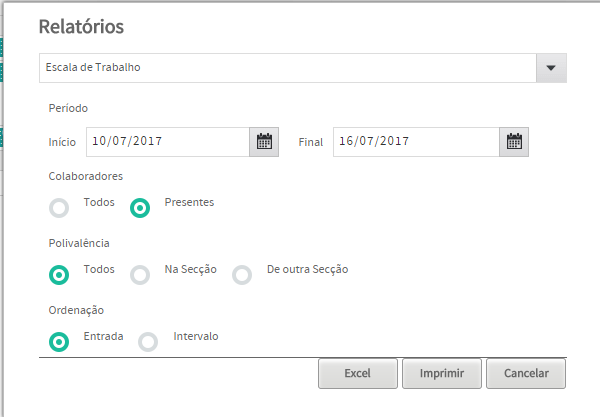 Relatórios
Escala de Trabalho
Período
Início 10/07/2017 Final 16/07/2017
Colaboradores
Todos Presentes
Polivalência
Todos Na Secção De outra Secção
Ordenação
Entrada Intervalo
Excel Imprimir Cancelar